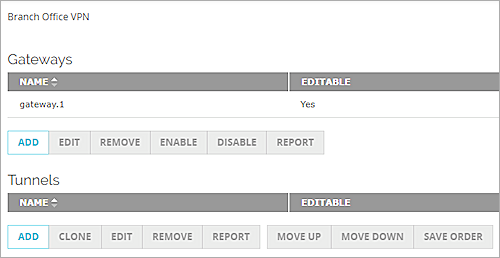 Branch Office VPN
Gateways
NAME EDITABLE
gateway.1 Yes
ADD EDIT REMOVE ENABLE DISABLE REPORT
Tunnels
NAME EDITABLE
ADD CLONE EDIT REMOVE REPORT MOVE UP MOVE DOWN SAVE ORDER